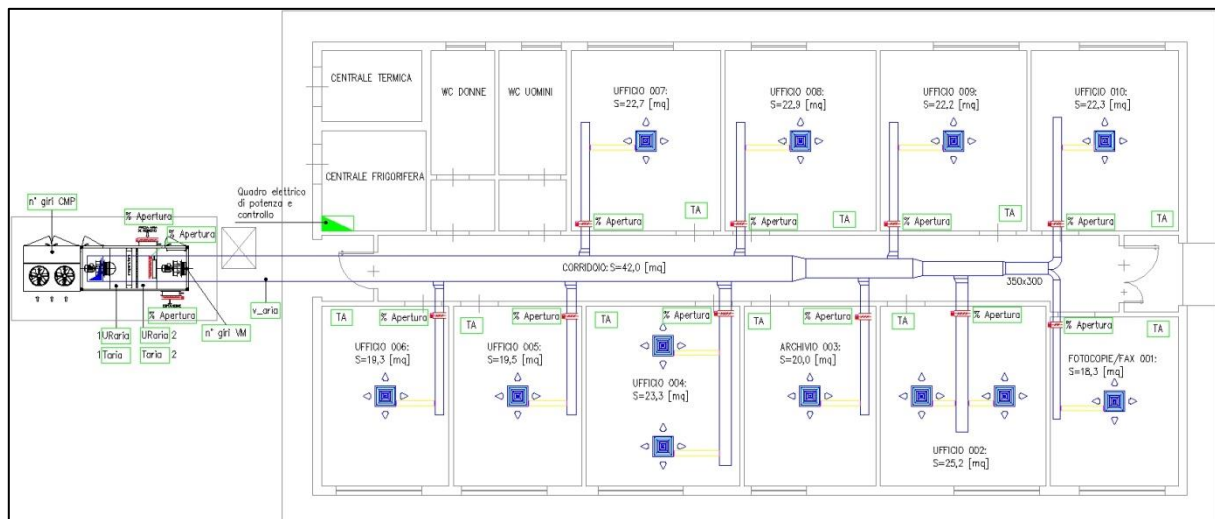 CENTRALE TERMICA
WC DONNE
WC UOMINI
UFFICIO 007:
S=22,7 [mq]
UFFICIO 008:
S=22,9 [mq]
UFFICIO 009:
S=22,2 [mq]
UFFICIO 010:
S=22,3 [mq]
CENTRALE FRIGORIFERA
Quadro elettrico
di potenza e
controllo
n° giri CMP
% Apertura
% Apertura
% Apertura
TA
% Apertura
TA
% Apertura
TA
% Apertura
TA
CORRIDOIO: S=42,0 [mq]
350x300
% Apertura
v_aria
n° giri VM
1 URaria
URaria 2
1 Taria
Taria 2
TA
% Apertura
TA
% Apertura
TA
% Apertura
TA
% Apertura
TA
% Apertura
% Apertura
TA
UFFICIO 006:
S=19,3 [mq]
UFFICIO 005:
S=19,5 [mq]
UFFICIO 004:
S=23,3 [mq]
ARCHIVIO 003:
S=20,0 [mq]
FOTOCOPIE/FAX 001:
S=18,3 [mq]
UFFICIO 002:
S=25,2 [mq]